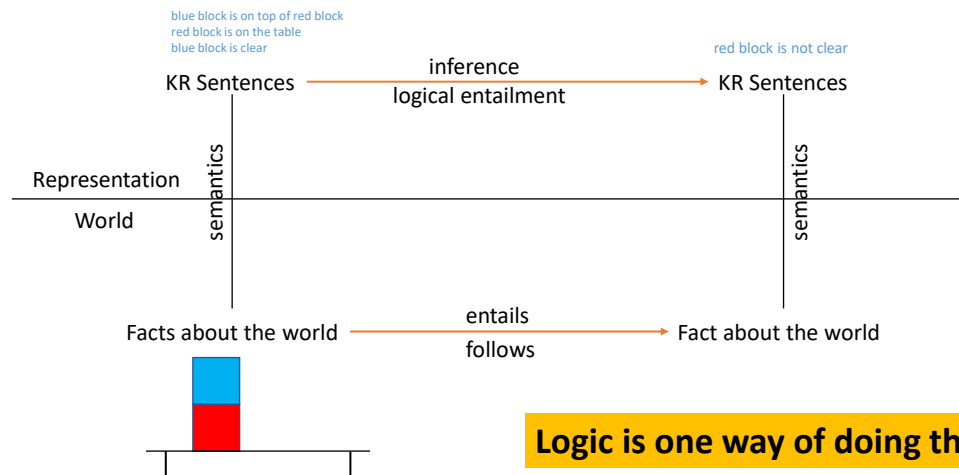 blue block is on top of red block
red block is on the table
blue block is clear
red block is not clear
KR Sentences
inference
logical entailment
KR Sentences
semantics
semantics
Representation
World
Facts about the world
entails
follows
Fact about the world
Logic is one way of doing